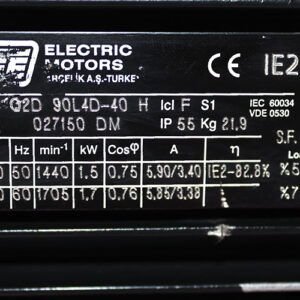 ELECTRIC
MOTORS
ARÇELİK A.Ş.-TURKEY
CE IE2
G2D 90L4D-40 H Icl F S1 IEC 60034
VDE 0530
027150 DM IP 55 Kg 21.9
S.F.
Hz min-1 kW Cosφ A η
50 1440 1.5 0.75 5.90/3.40 IE2-82.8%
60 1705 1.7 0.76 5.85/3.38